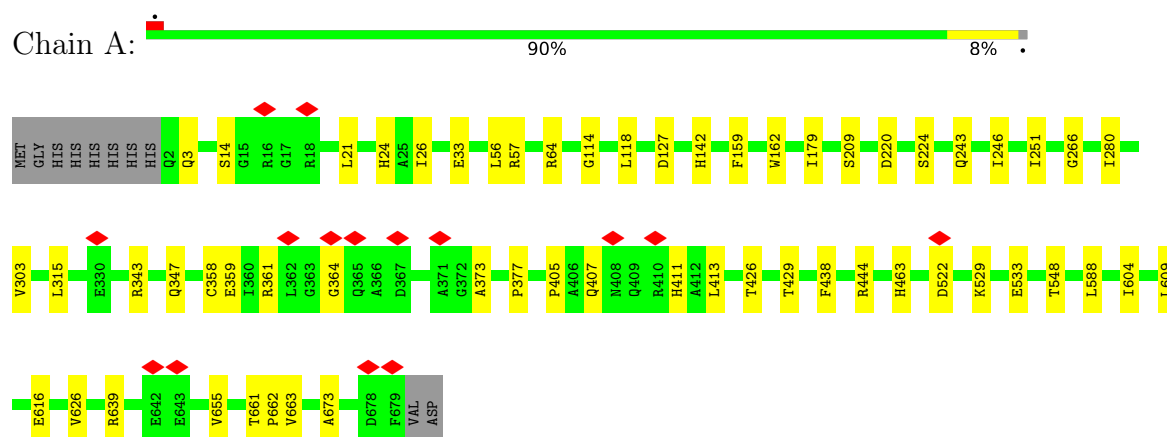 Chain A:
90%
8%
MET GLY HIS HIS HIS HIS HIS HIS Q2 Q3 S14 G15 R16 G17 R18 L21 H24 A25 I26 E33 L56 R57 R64 G114 L118 D127 H142 F159 W162 I179 S209 D220 S224 Q243 I246 I251 G266 I280
V303 L315 E330 R343 Q347 C358 E359 I360 R361 L362 G363 G364 Q365 A366 D367 A371 G372 A373 P377 P405 A406 Q407 N408 Q409 R410 H411 A412 L413 T426 T429 F438 R444 H463 D522 K529 E533 T548 L588 I604 L609
E616 V626 R639 E642 E643 V655 T661 P662 V663 A673 D678 F679 VAL ASP